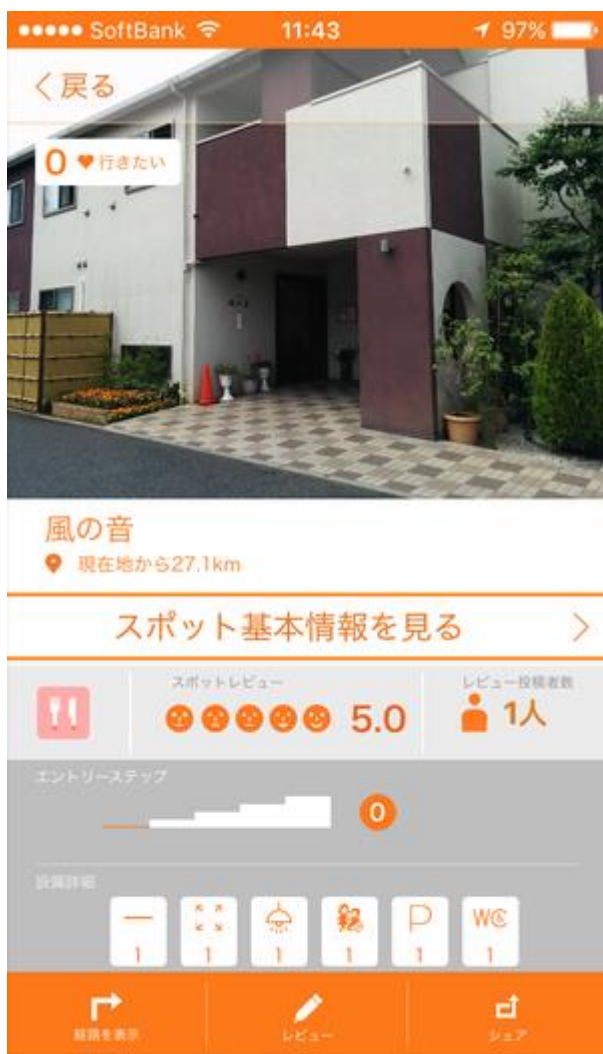 SoftBank 11:43 97%
戻る
0 ♥行きたい
風の音
現在地から27.1km
スポット基本情報を見る
スポットレビュー
5.0
レビュー投稿者数
1人
エントリーステップ
0
設備詳細
P WC
1 1 1 1 1 1
経路を表示 レビュー シェア